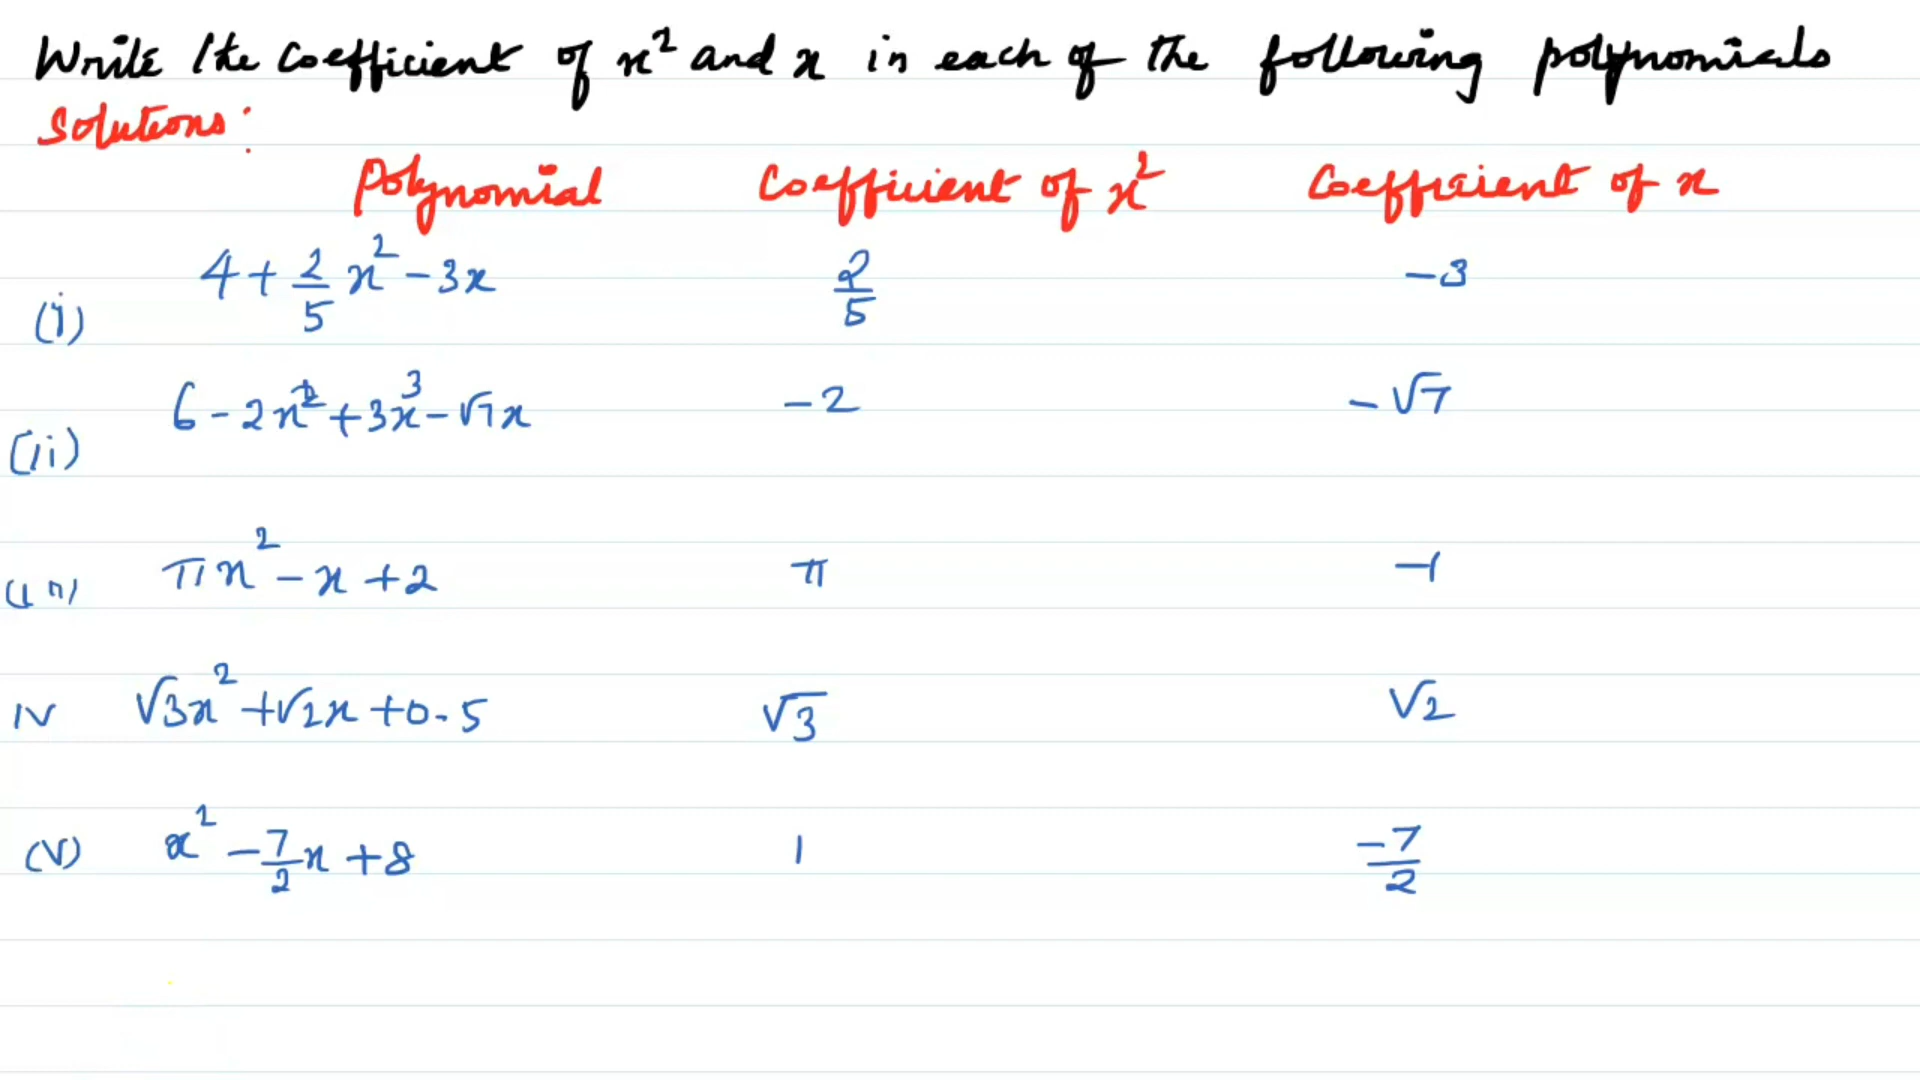 Write the coefficient of x² and x in each of the following polynomials
Solutions:
Polynomial Coefficient of x² Coefficient of x
(i) 4 + 2/5 x² - 3x 2/5 -3
(ii) 6 - 2x² + 3x³ - √7x -2 -√7
(iii) πx² - x + 2 π -1
IV √3x² + √2x + 0.5 √3 √2
(V) x² - 7/2 x + 8 1 -7/2